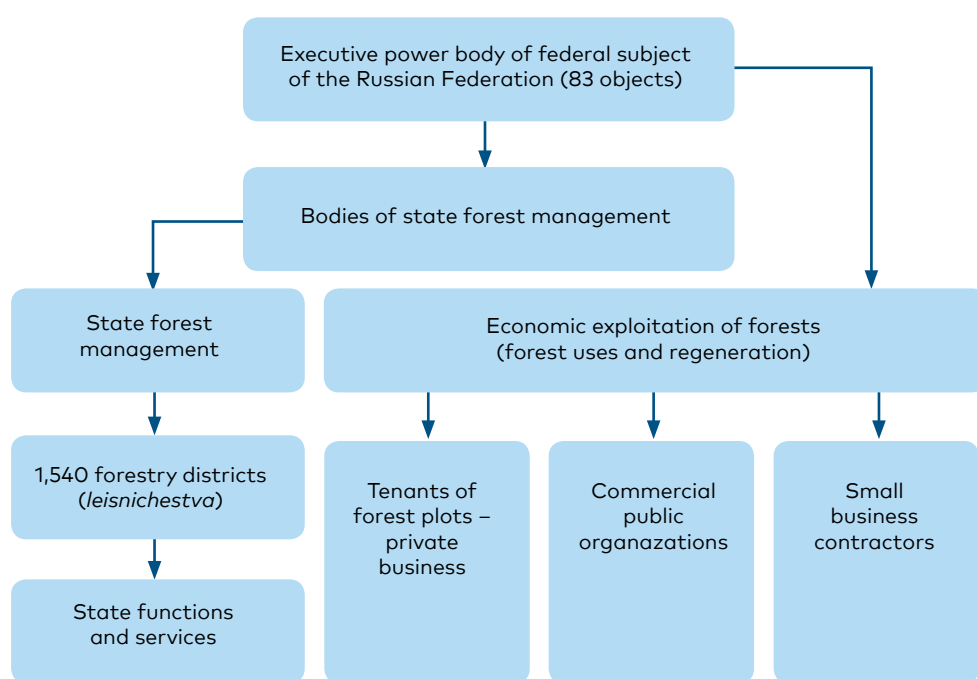 Executive power body of federal subject
of the Russian Federation (83 objects)
Bodies of state forest management
State forest
management
Economic exploitation of forests
(forest uses and regeneration)
1,540 forestry districts
(leisnichestva)
Tenants of
forest plots –
private
business
Commercial
public
organazations
Small
business
contractors
State functions
and services